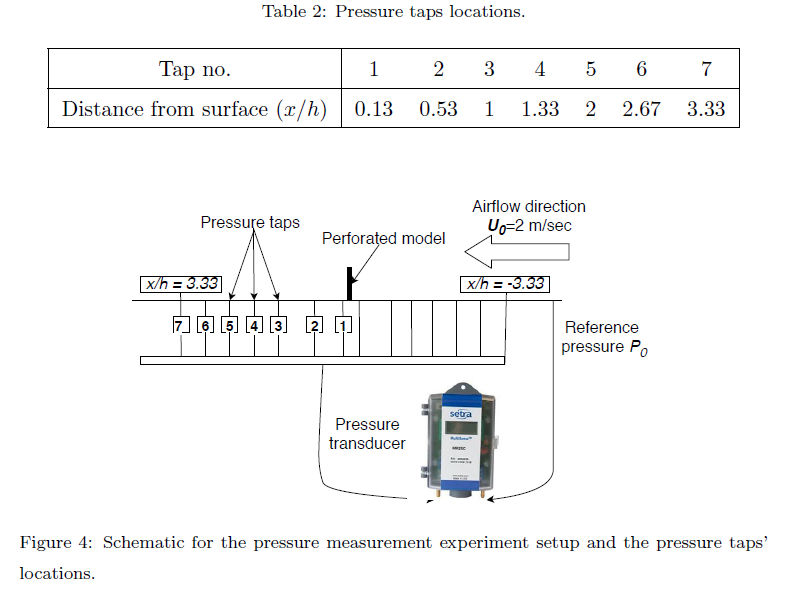 Table 2: Pressure taps locations.
Tap no. 1 2 3 4 5 6 7
Distance from surface (x/h) 0.13 0.53 1 1.33 2 2.67 3.33
Airflow direction
U0=2 m/sec
Pressure taps
Perforated model
x/h = 3.33
x/h = -3.33
7 6 5 4 3 2 1
Reference
pressure P0
setra
Pressure
transducer
Figure 4: Schematic for the pressure measurement experiment setup and the pressure taps'
locations.